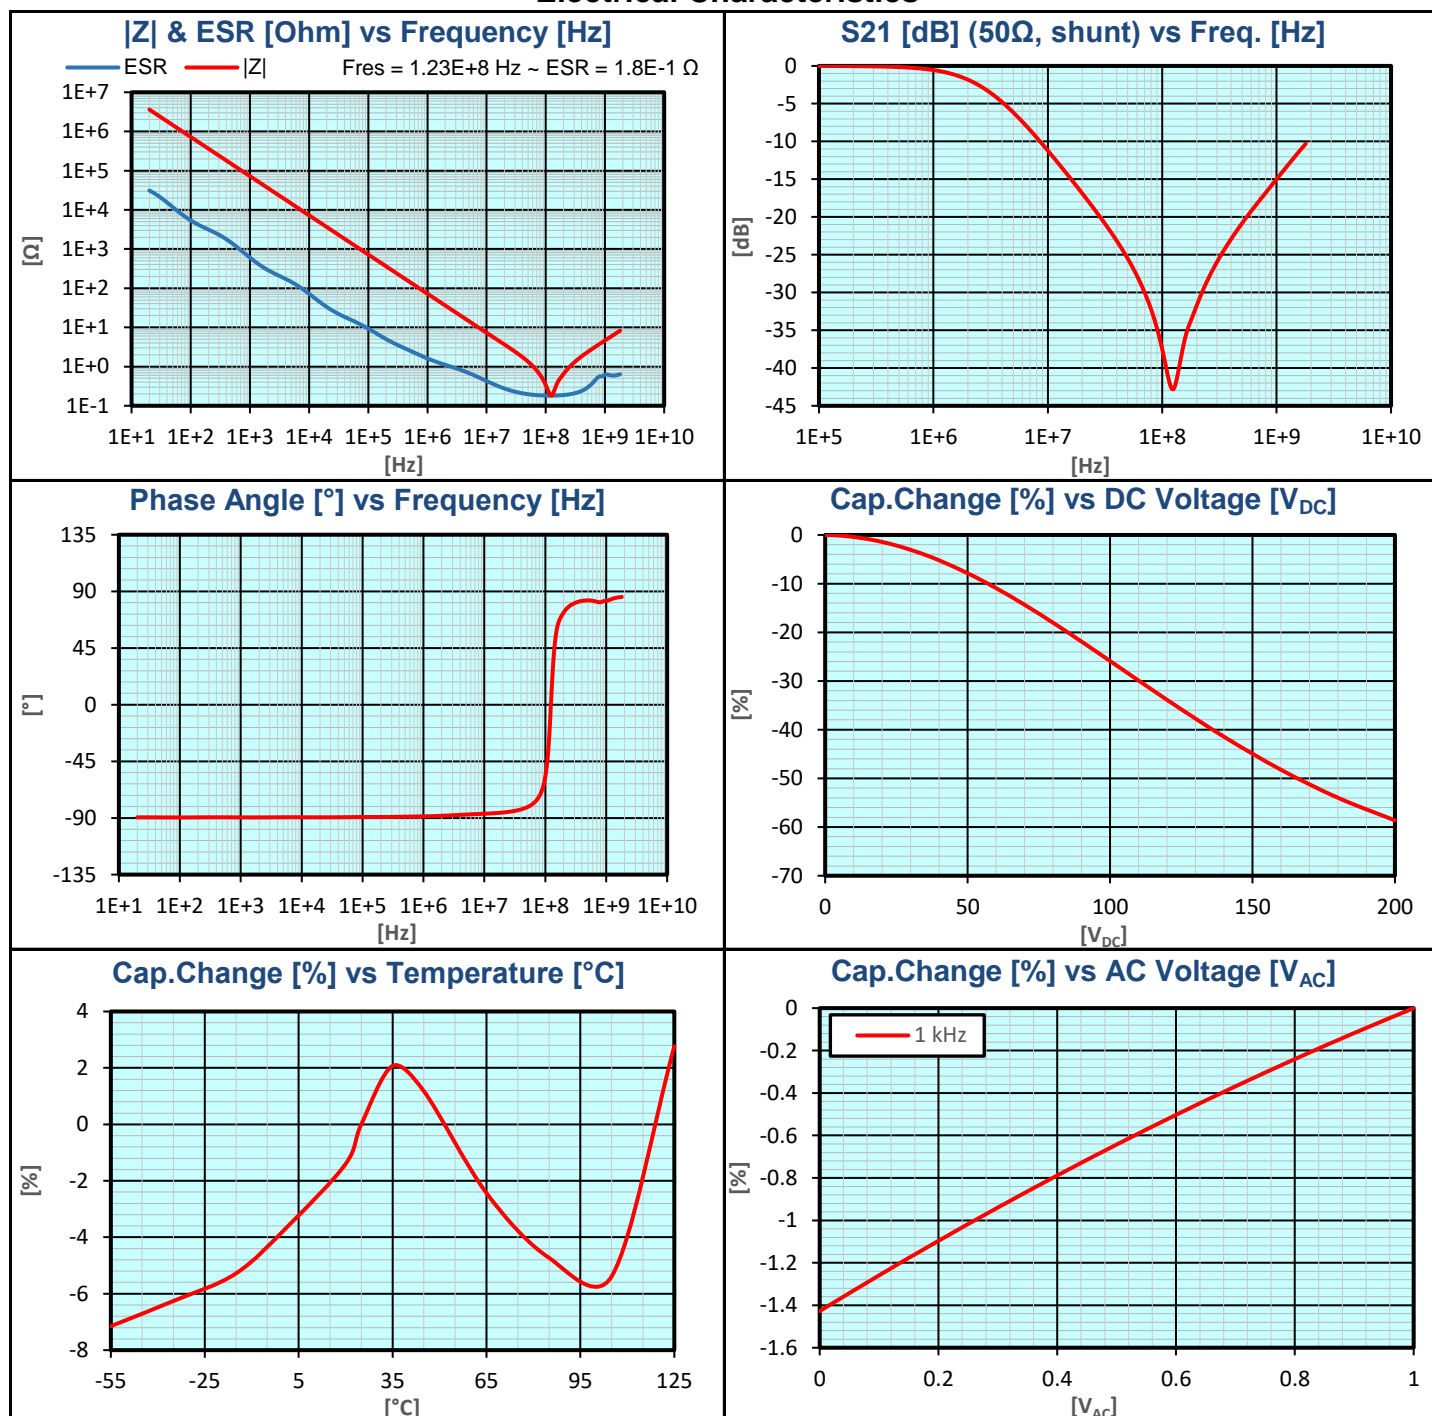 |Z| & ESR [Ohm] vs Frequency [Hz]
ESR |Z| Fres = 1.23E+8 Hz ~ ESR = 1.8E-1 Ω
1E+7
1E+6
1E+5
1E+4
1E+3
1E+2
1E+1
1E+0
1E-1
[Ω]
1E+1 1E+2 1E+3 1E+4 1E+5 1E+6 1E+7 1E+8 1E+9 1E+10
[Hz]
S21 [dB] (50Ω, shunt) vs Freq. [Hz]
0
-5
-10
-15
-20
-25
-30
-35
-40
-45
[dB]
1E+5 1E+6 1E+7 1E+8 1E+9 1E+10
[Hz]
Phase Angle [°] vs Frequency [Hz]
135
90
45
0
-45
-90
-135
[°]
1E+1 1E+2 1E+3 1E+4 1E+5 1E+6 1E+7 1E+8 1E+9 1E+10
[Hz]
Cap.Change [%] vs DC Voltage [VDC]
0
-10
-20
-30
-40
-50
-60
-70
[%]
0 50 100 150 200
[VDC]
Cap.Change [%] vs Temperature [°C]
4
2
0
-2
-4
-6
-8
[%]
-55 -25 5 35 65 95 125
[°C]
Cap.Change [%] vs AC Voltage [VAC]
1 kHz
0
-0.2
-0.4
-0.6
-0.8
-1
-1.2
-1.4
-1.6
[%]
0 0.2 0.4 0.6 0.8 1
[VAC]